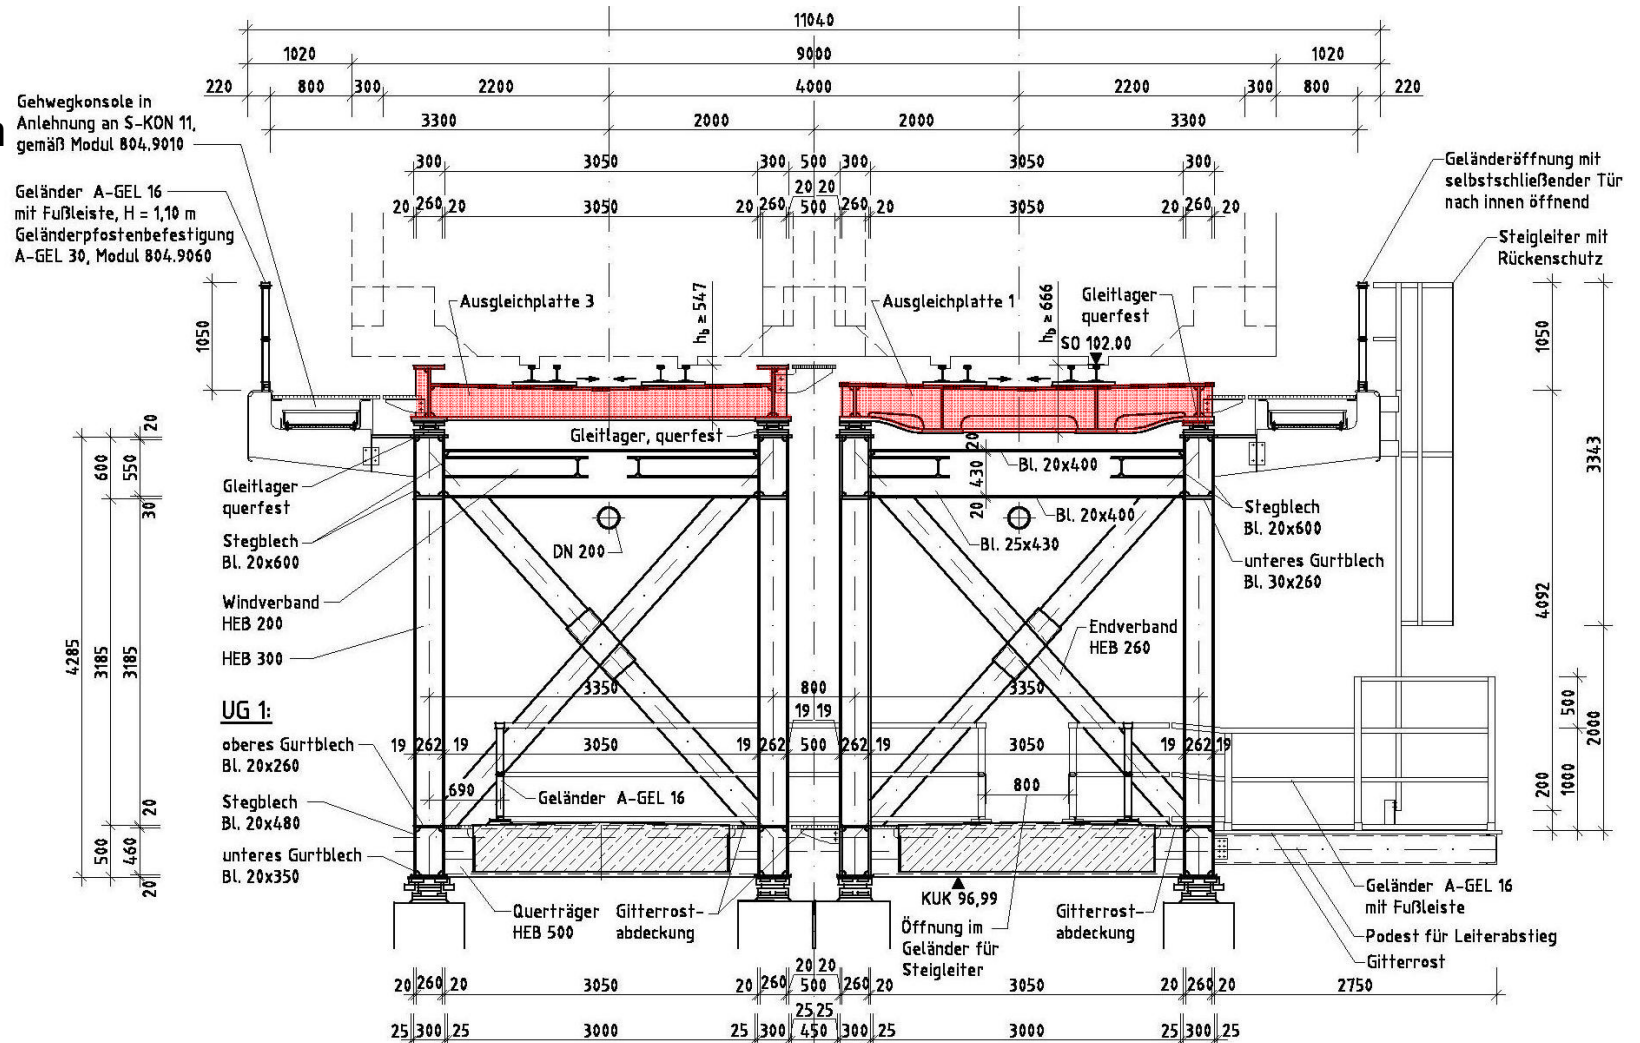 11040
1020 9000 1020
220 800 300 2200 4000 2200 300 800 220
3300 2000 2000 3300
n
Gehwegkonsole in
Anlehnung an S-KON 11,
gemäß Modul 804.9010
Geländer A-GEL 16
mit Fußleiste, H = 1,10 m
Geländerpfostenbefestigung
A-GEL 30, Modul 804.9060
300 3050 300 500 300 3050 300
20 20
20 260 20 3050 20 260 500 260 20 3050 20 260 20
Geländeröffnung mit
selbstschließender Tür
nach innen öffnend
Steigleiter mit
Rückenschutz
Ausgleichplatte 3
hb = 547
Ausgleichplatte 1
hb = 666
Gleitlager
querfest
SO 102.00
1050
1050
20
600
550
30
Gleitlager, querfest
20
430
20
Bl. 20x400
Bl. 20x400
Bl. 25x430
3343
Gleitlager
querfest
Stegblech
Bl. 20x600
DN 200
Windverband
HEB 200
HEB 300
Stegblech
Bl. 20x600
unteres Gurtblech
Bl. 30x260
Endverband
HEB 260
4092
4285
3185
3185
3350 800 3350
UG 1:
oberes Gurtblech
Bl. 20x260
19 19
19 262 19 3050 19 262 500 262 19 3050 19 262 19
690
Geländer A-GEL 16
800
500
2000
200
1000
Stegblech
Bl. 20x480
unteres Gurtblech
Bl. 20x350
20
500
460
20
Querträger
HEB 500
Gitterrost-
abdeckung
KUK 96,99
Öffnung im
Geländer für
Steigleiter
Gitterrost-
abdeckung
Geländer A-GEL 16
mit Fußleiste
Podest für Leiterabstieg
Gitterrost
20 20
20 260 20 3050 20 260 500 260 20 3050 20 260 20 2750
25 25
25 300 25 3000 25 300 450 300 25 3000 25 300 25